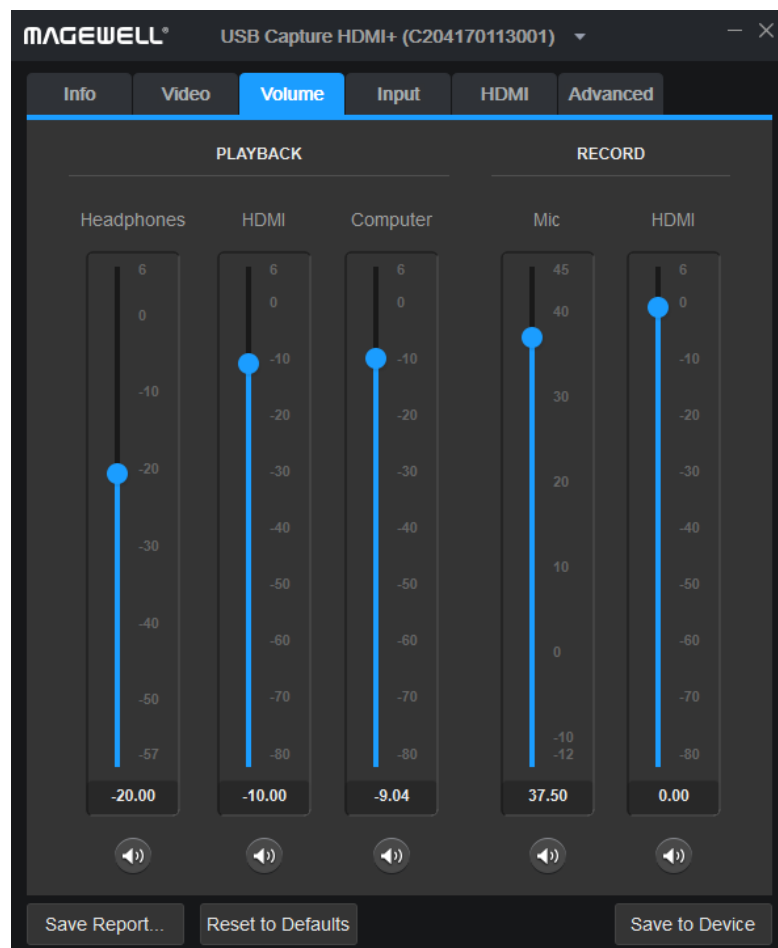 MAGEWELL® USB Capture HDMI+ (C204170113001)
Info Video Volume Input HDMI Advanced
PLAYBACK RECORD
Headphones HDMI Computer Mic HDMI
6 6 6 45 6
0 0 0 40 0
-10 -10 -10 30 -10
-20 -20 -20 20 -20
-30 -30 -30 10 -30
-40 -40 -40 0 -40
-50 -50 -50 -10 -50
-57 -60 -60 -12 -60
-70 -70 -70
-80 -80 -80
-20.00 -10.00 -9.04 37.50 0.00
Save Report... Reset to Defaults Save to Device